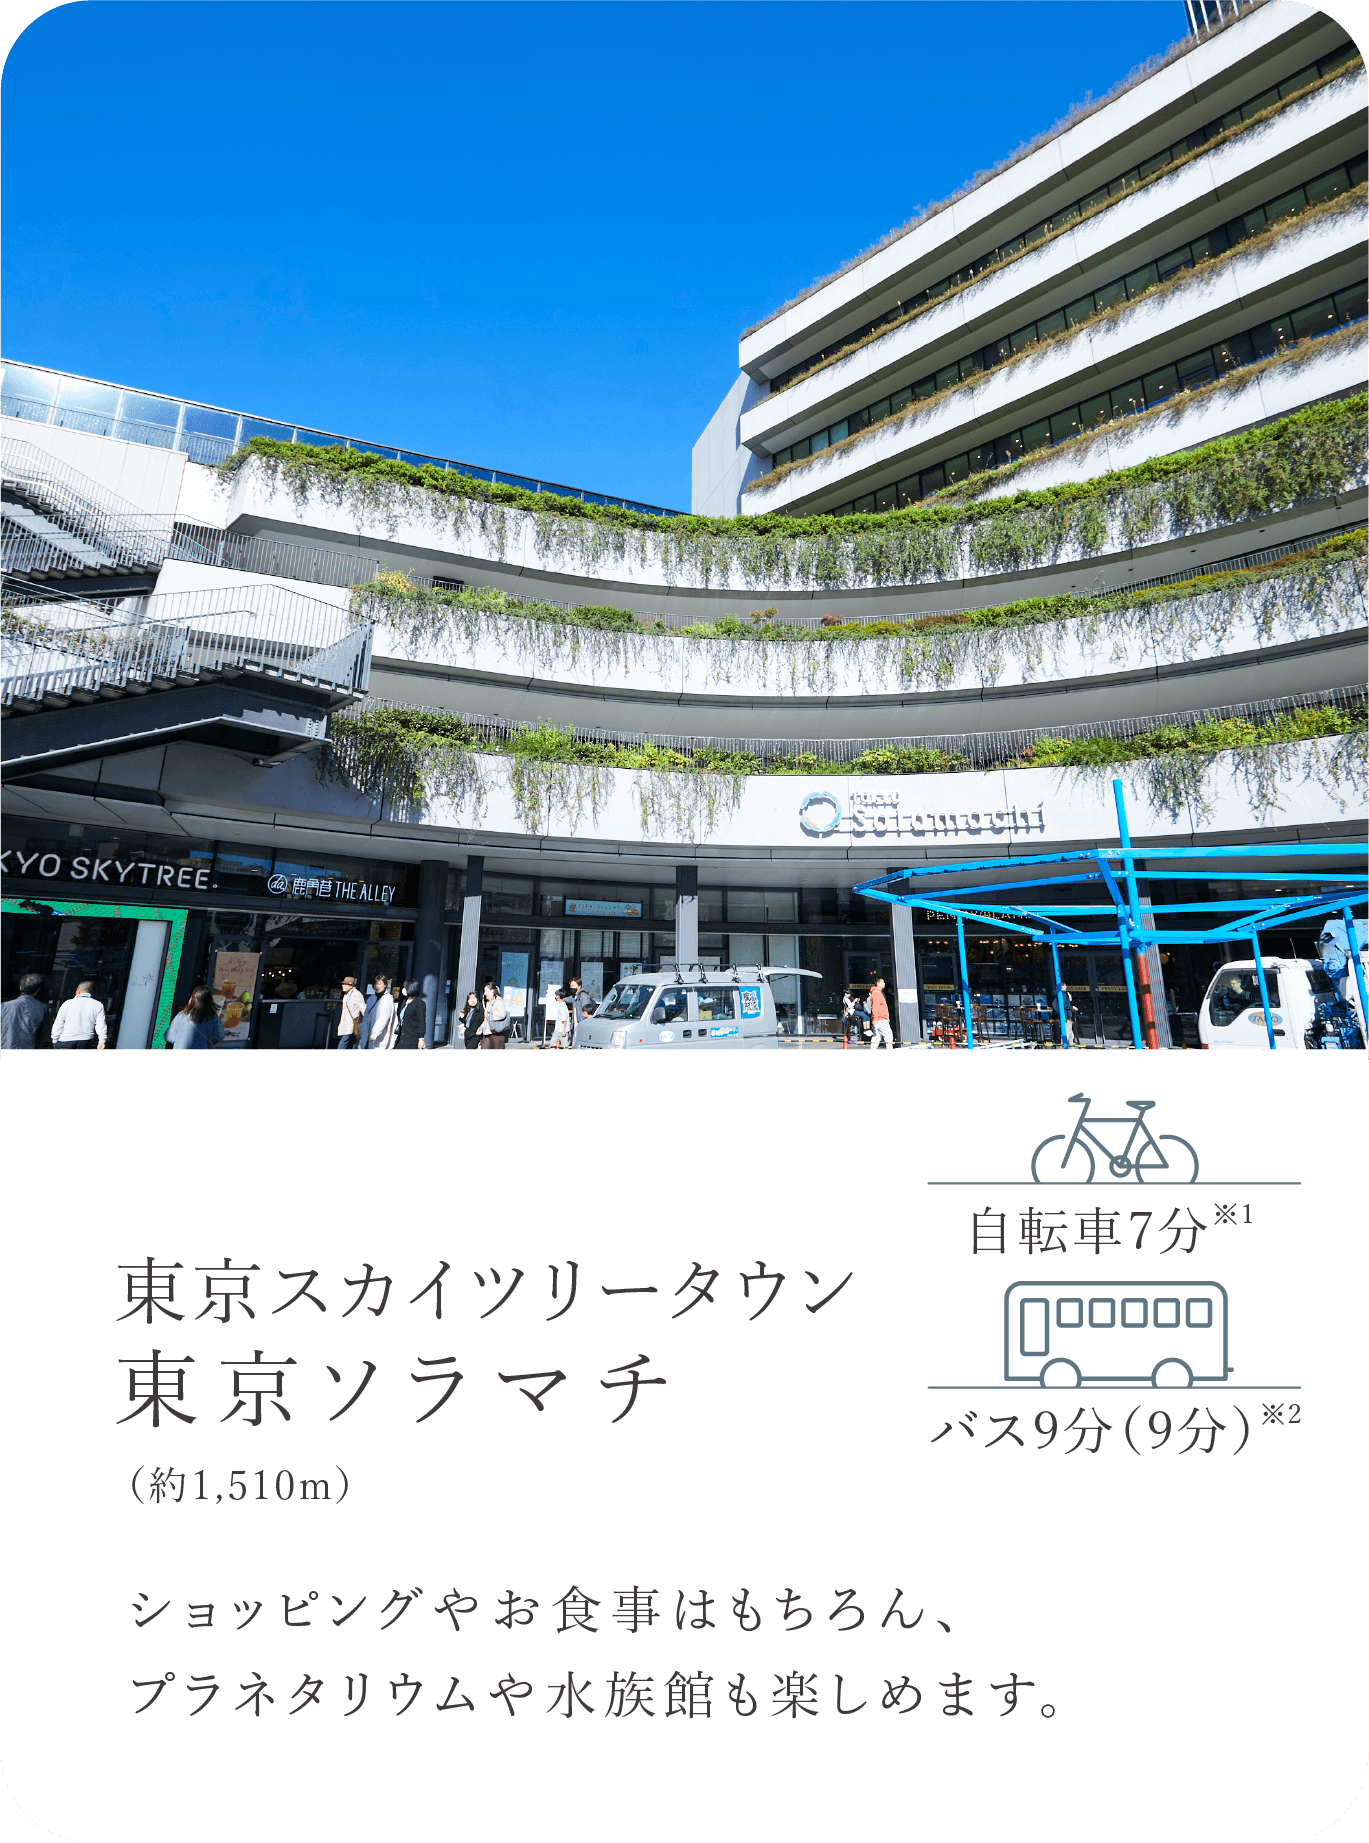 TOKYO
Solamachi
KYO SKYTREE®
鹿角巷 THE ALLEY
自転車7分※1
東京スカイツリータウン
東京ソラマチ
バス9分（9分）※2
（約1,510m）
ショッピングやお食事はもちろん、
プラネタリウムや水族館も楽しめます。